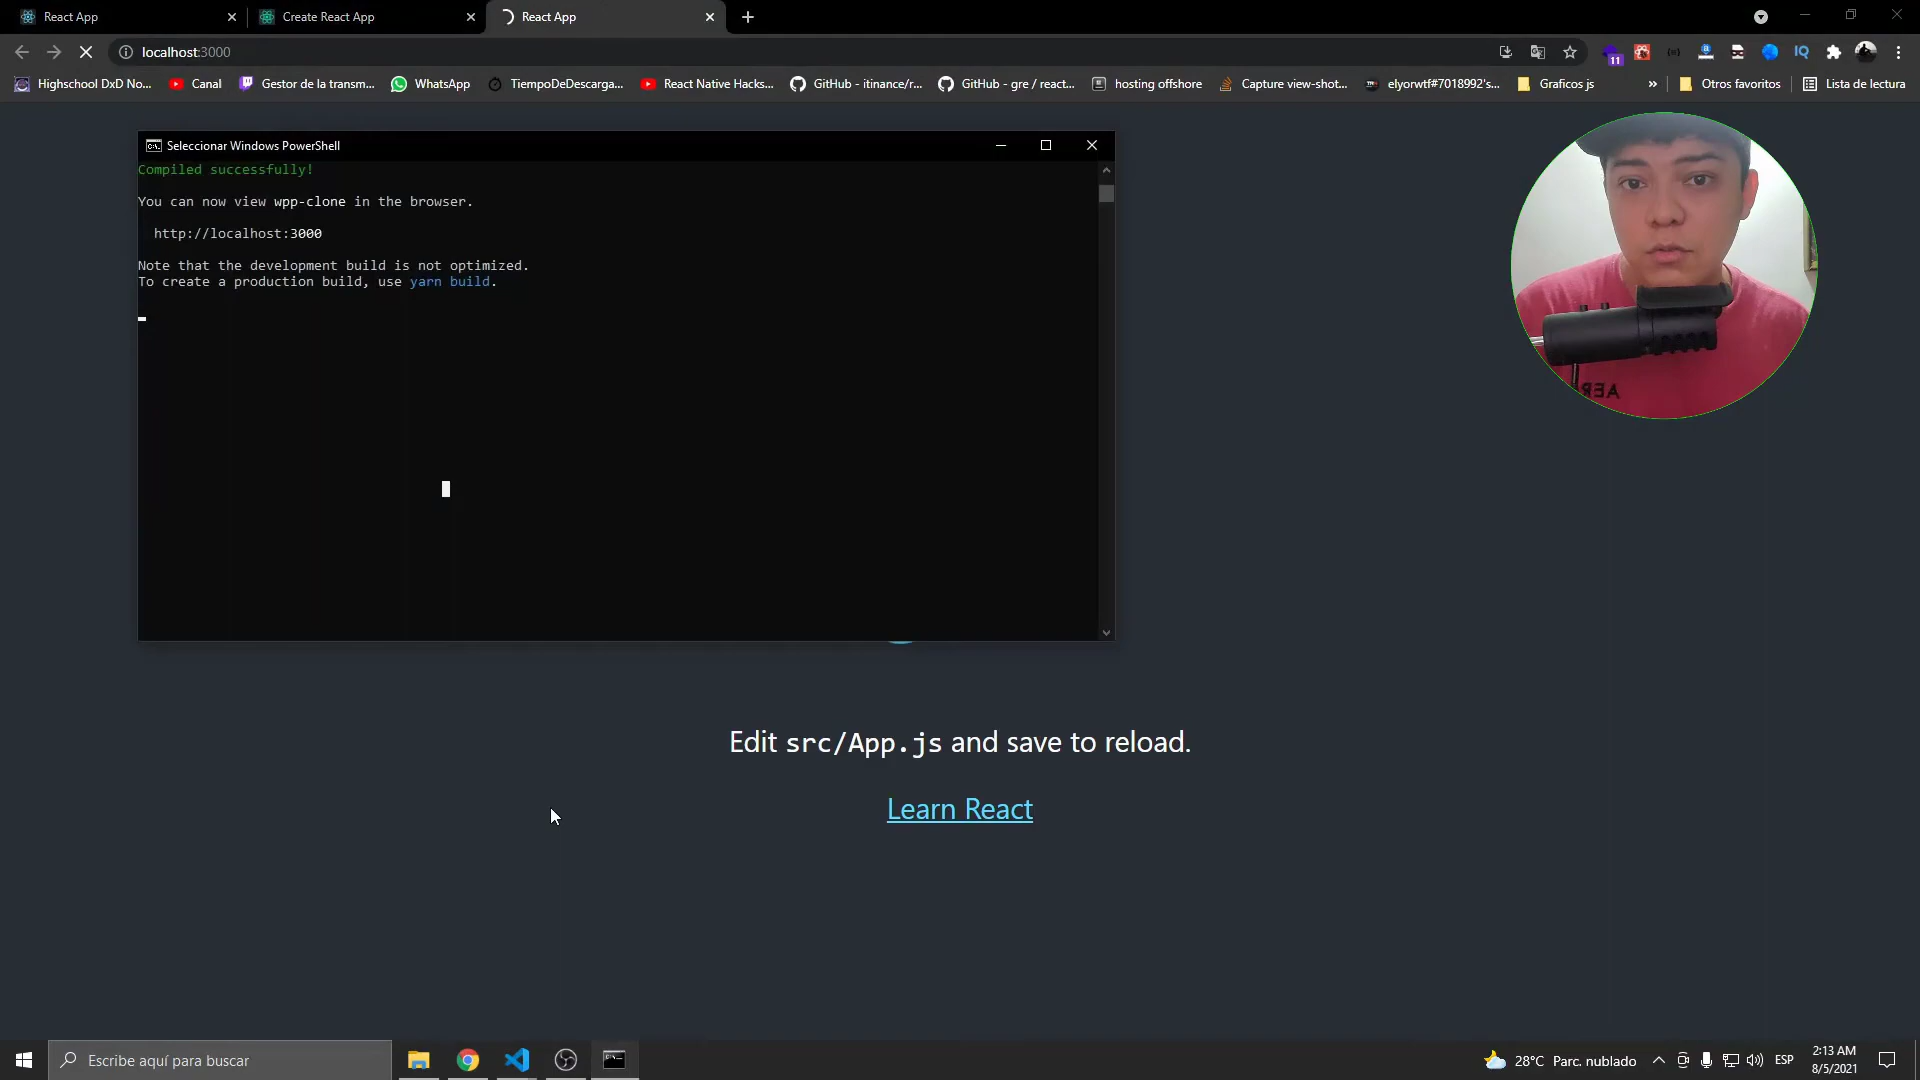 React App
Create React App
React App
localhost:3000
11
IQ
Highschool DxD No...
Canal
Gestor de la transm...
WhatsApp
TiempoDeDescarga...
React Native Hacks...
GitHub - itinance/r...
GitHub - gre / react...
hosting offshore
Capture view-shot...
elyorwtf#7018992's...
Graficos js
»
Otros favoritos
Lista de lectura
Seleccionar Windows PowerShell
Compiled successfully!
You can now view wpp-clone in the browser.
http://localhost:3000
Note that the development build is not optimized.
To create a production build, use yarn build.
Edit src/App.js and save to reload.
Learn React
Escribe aquí para buscar
28°C Parc. nublado
ESP
2:13 AM
8/5/2021